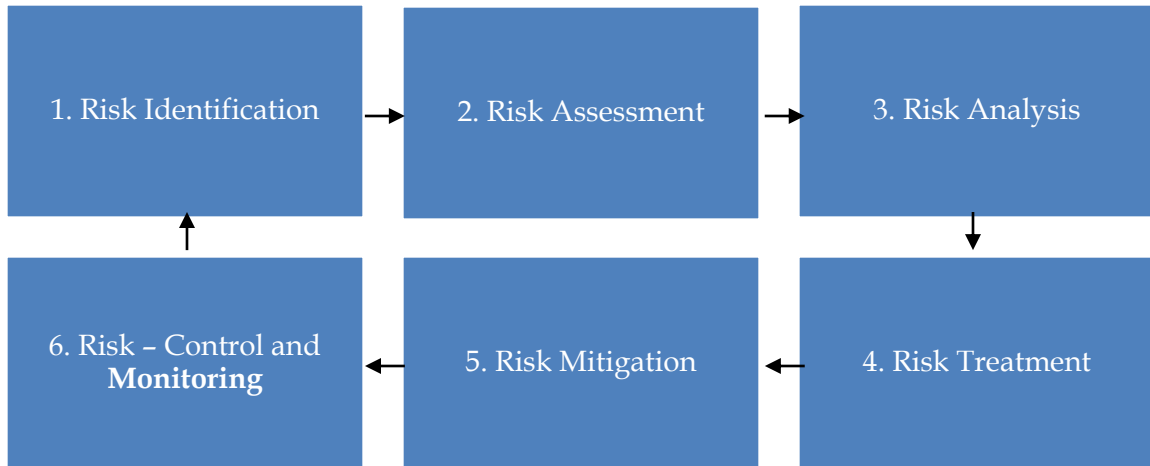 1. Risk Identification
2. Risk Assessment
3. Risk Analysis
6. Risk – Control and
Monitoring
5. Risk Mitigation
4. Risk Treatment